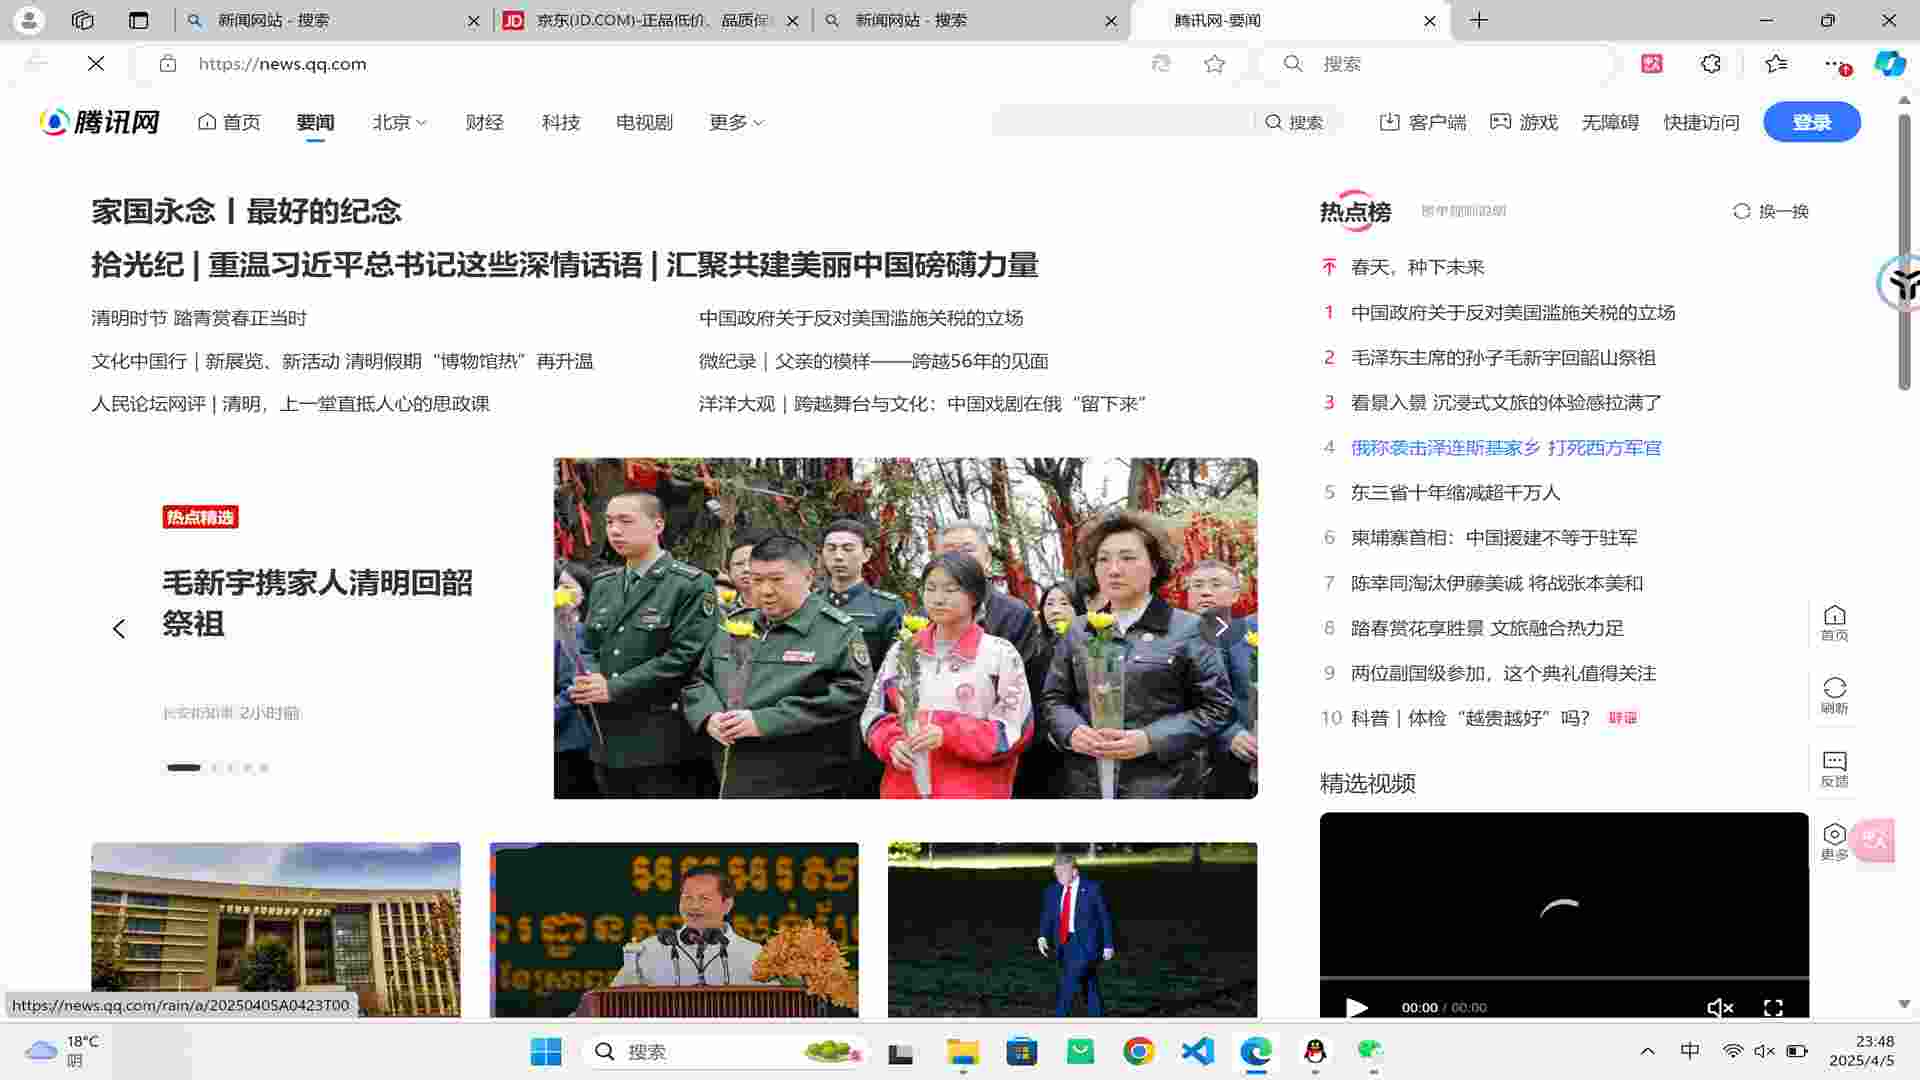 新闻网站 - 搜索
京东(JD.COM)-正品低价、品质保
新闻网站 - 搜索
腾讯网-要闻
https://news.qq.com
搜索
腾讯网
首页
要闻
北京
财经
科技
电视剧
更多
搜索
客户端
游戏
无障碍
快捷访问
登录
家国永念丨最好的纪念
拾光纪 | 重温习近平总书记这些深情话语 | 汇聚共建美丽中国磅礴力量
清明时节 踏青赏春正当时
中国政府关于反对美国滥施关税的立场
文化中国行 | 新展览、新活动 清明假期“博物馆热”再升温
微纪录 | 父亲的模样——跨越56年的见面
人民论坛网评 | 清明，上一堂直抵人心的思政课
洋洋大观 | 跨越舞台与文化：中国戏剧在俄“留下来”
热点精选
毛新宇携家人清明回韶
祭祖
2小时前
热点榜
换一换
春天，种下未来
1 中国政府关于反对美国滥施关税的立场
2 毛泽东主席的孙子毛新宇回韶山祭祖
3 看景入景 沉浸式文旅的体验感拉满了
4 俄称袭击泽连斯基家乡 打死西方军官
5 东三省十年缩减超千万人
6 柬埔寨首相：中国援建不等于驻军
7 陈幸同淘汰伊藤美诚 将战张本美和
8 踏春赏花享胜景 文旅融合热力足
9 两位副国级参加，这个典礼值得关注
10 科普 | 体检“越贵越好”吗？
精选视频
00:00 / 00:00
首页
刷新
反馈
更多
https://news.qq.com/rain/a/20250405A0423T00
18°C
阴
搜索
中
23:48
2025/4/5